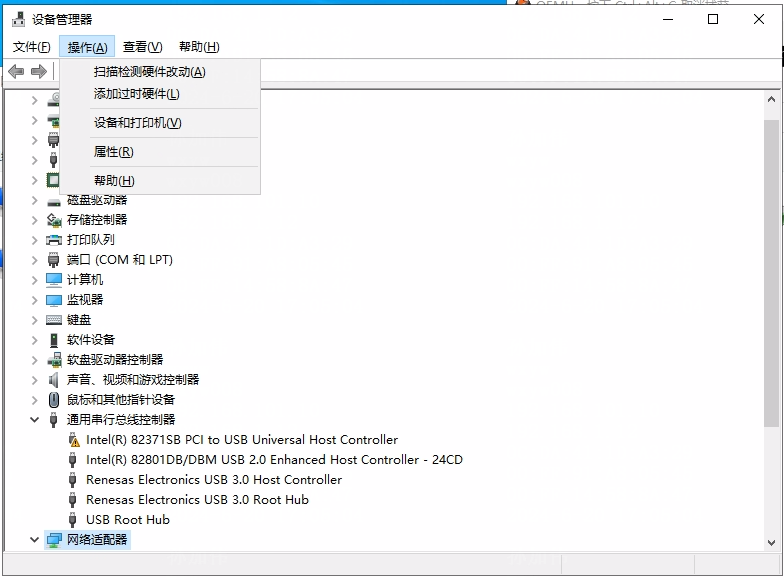 设备管理器
文件(F) 操作(A) 查看(V) 帮助(H)
扫描检测硬件改动(A)
添加过时硬件(L)
设备和打印机(V)
属性(R)
帮助(H)
磁盘驱动器
存储控制器
打印队列
端口 (COM 和 LPT)
计算机
监视器
键盘
软件设备
软盘驱动器控制器
声音、视频和游戏控制器
鼠标和其他指针设备
通用串行总线控制器
Intel(R) 82371SB PCI to USB Universal Host Controller
Intel(R) 82801DB/DBM USB 2.0 Enhanced Host Controller - 24CD
Renesas Electronics USB 3.0 Host Controller
Renesas Electronics USB 3.0 Root Hub
USB Root Hub
网络适配器